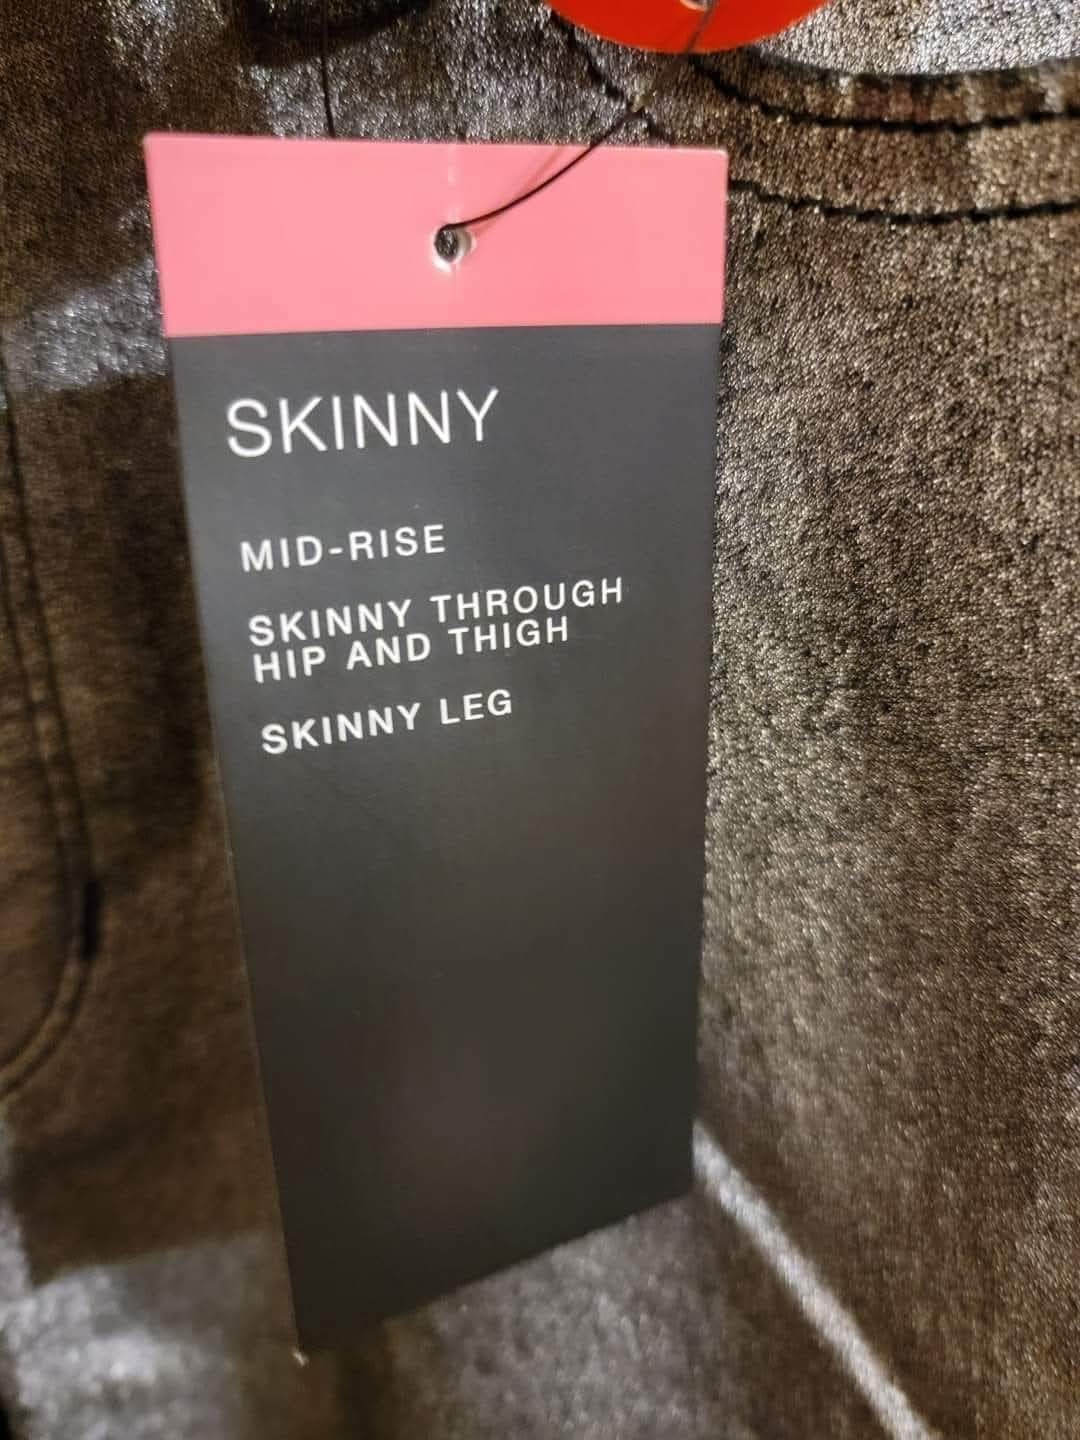 SKINNY
MID-RISE
SKINNY THROUGH
HIP AND THIGH
SKINNY LEG